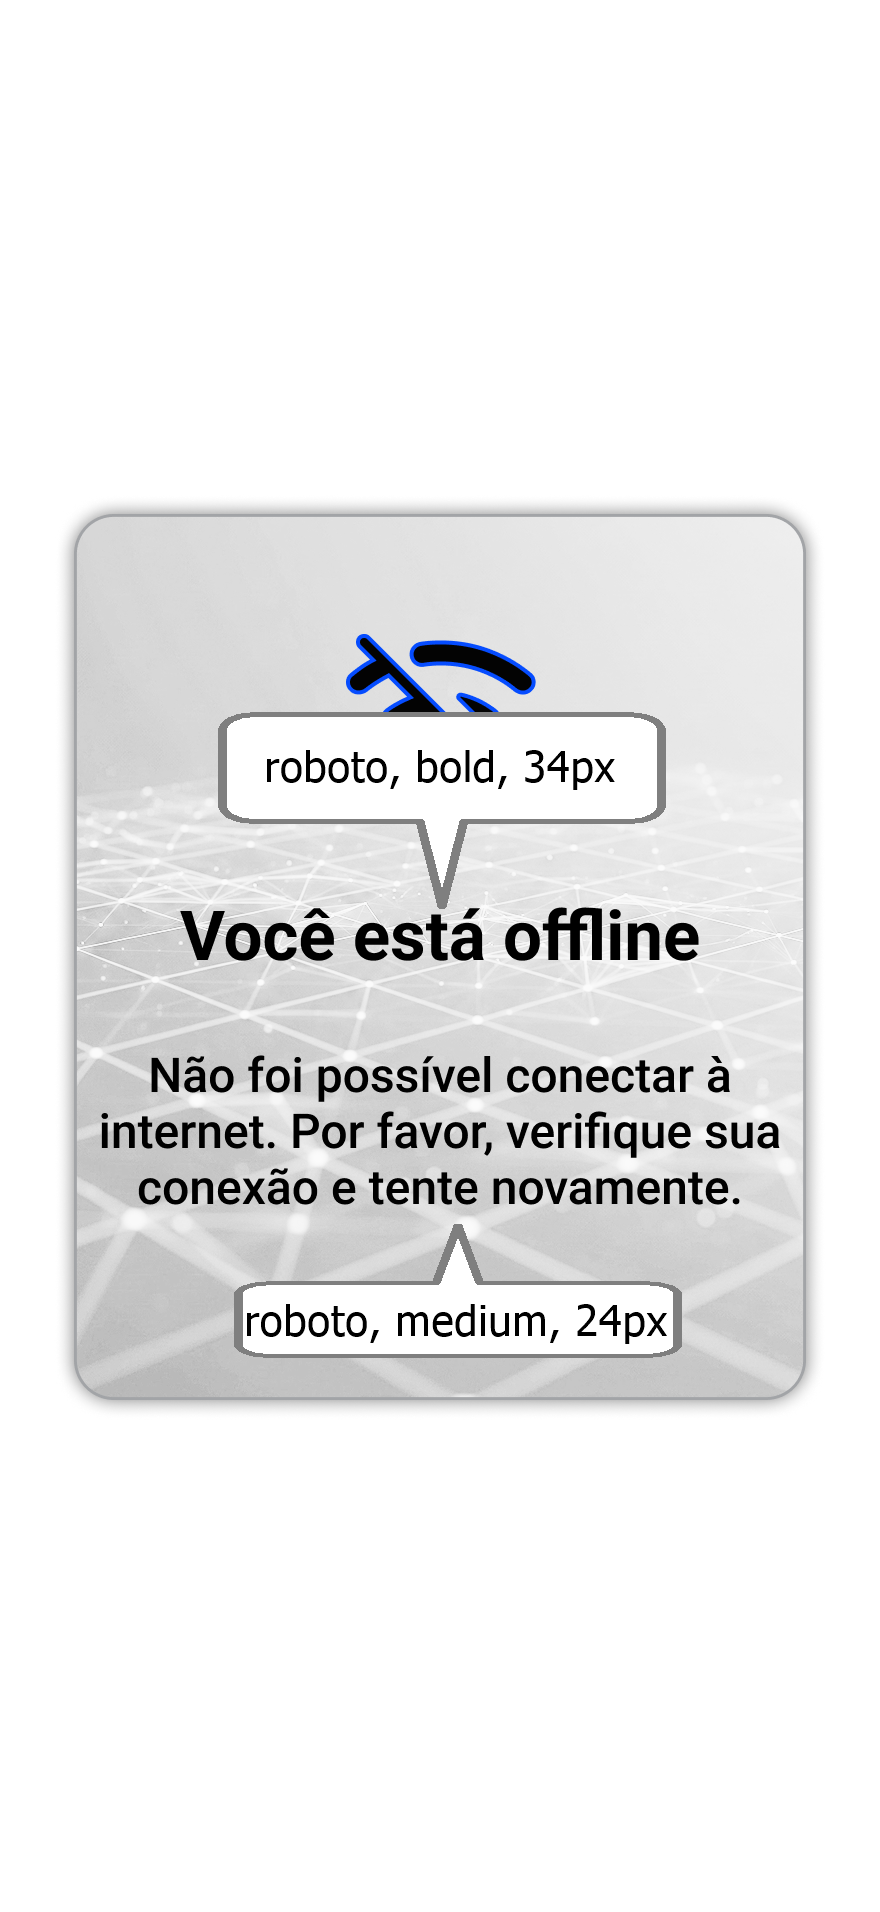 roboto, bold, 34px
Você está offline
Não foi possível conectar à
internet. Por favor, verifique sua
conexão e tente novamente.
roboto, medium, 24px